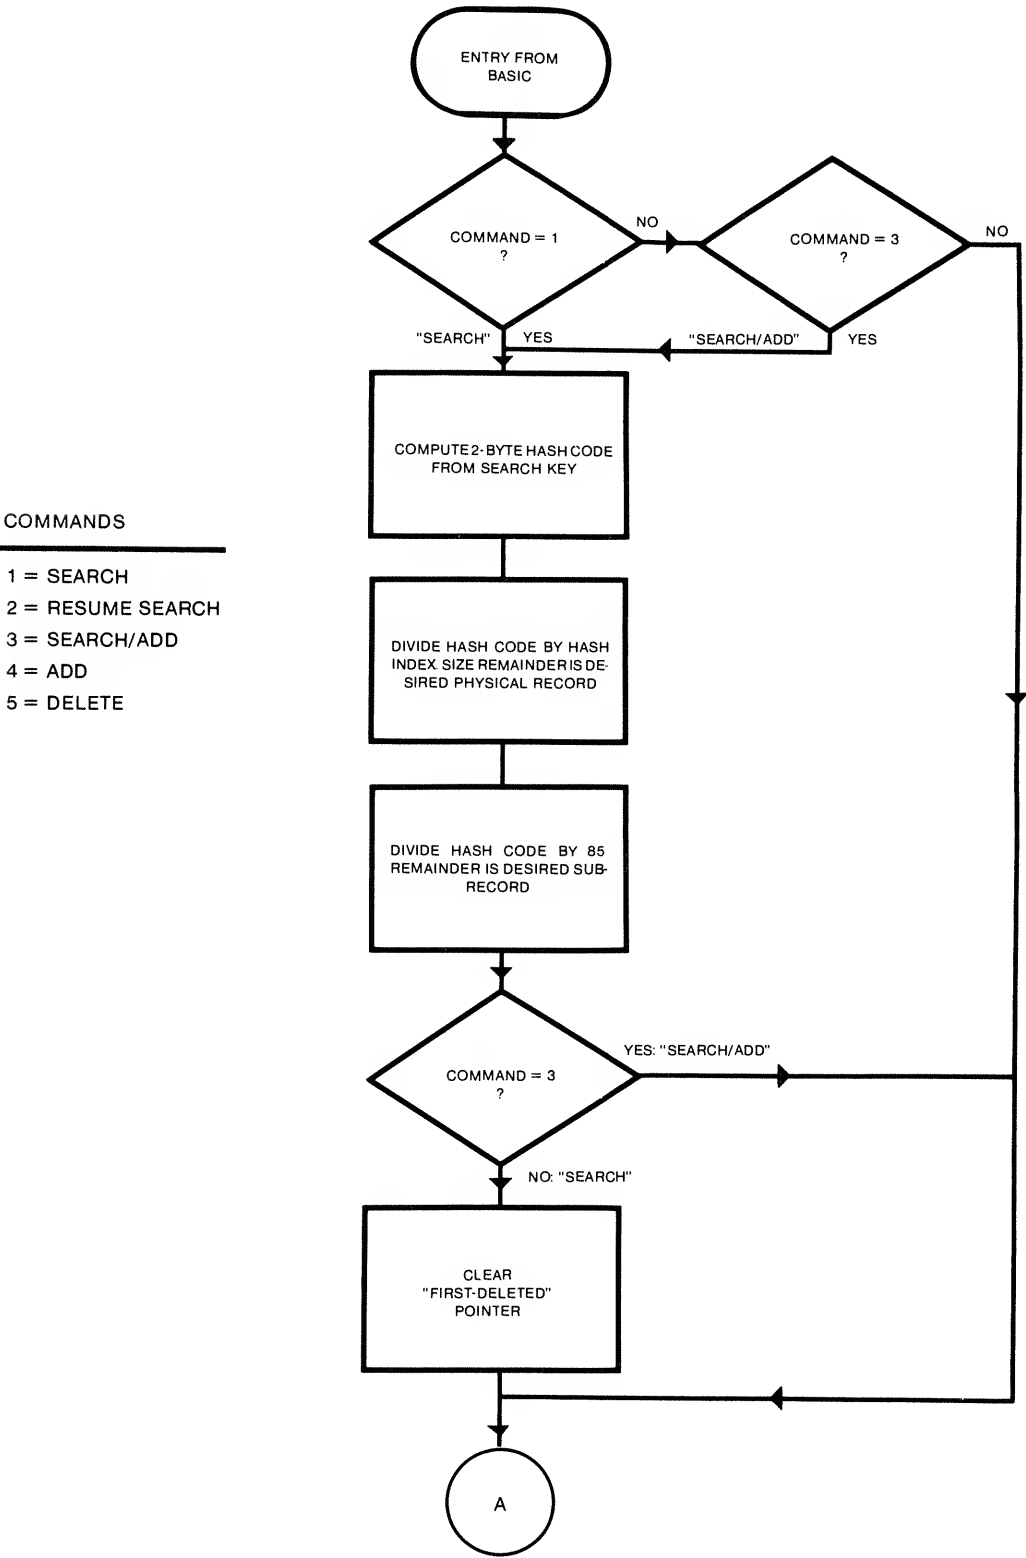 ENTRY FROM
BASIC
COMMAND = 1
?
NO
COMMAND = 3
?
NO
"SEARCH"
YES
"SEARCH/ADD"
YES
COMPUTE 2-BYTE HASH CODE
FROM SEARCH KEY
COMMANDS
1 = SEARCH
2 = RESUME SEARCH
3 = SEARCH/ADD
4 = ADD
5 = DELETE
DIVIDE HASH CODE BY HASH
INDEX. SIZE REMAINDER IS DE-
SIRED PHYSICAL RECORD
DIVIDE HASH CODE BY 85
REMAINDER IS DESIRED SUB-
RECORD
COMMAND = 3
?
YES: "SEARCH/ADD"
NO: "SEARCH"
CLEAR
"FIRST-DELETED"
POINTER
A